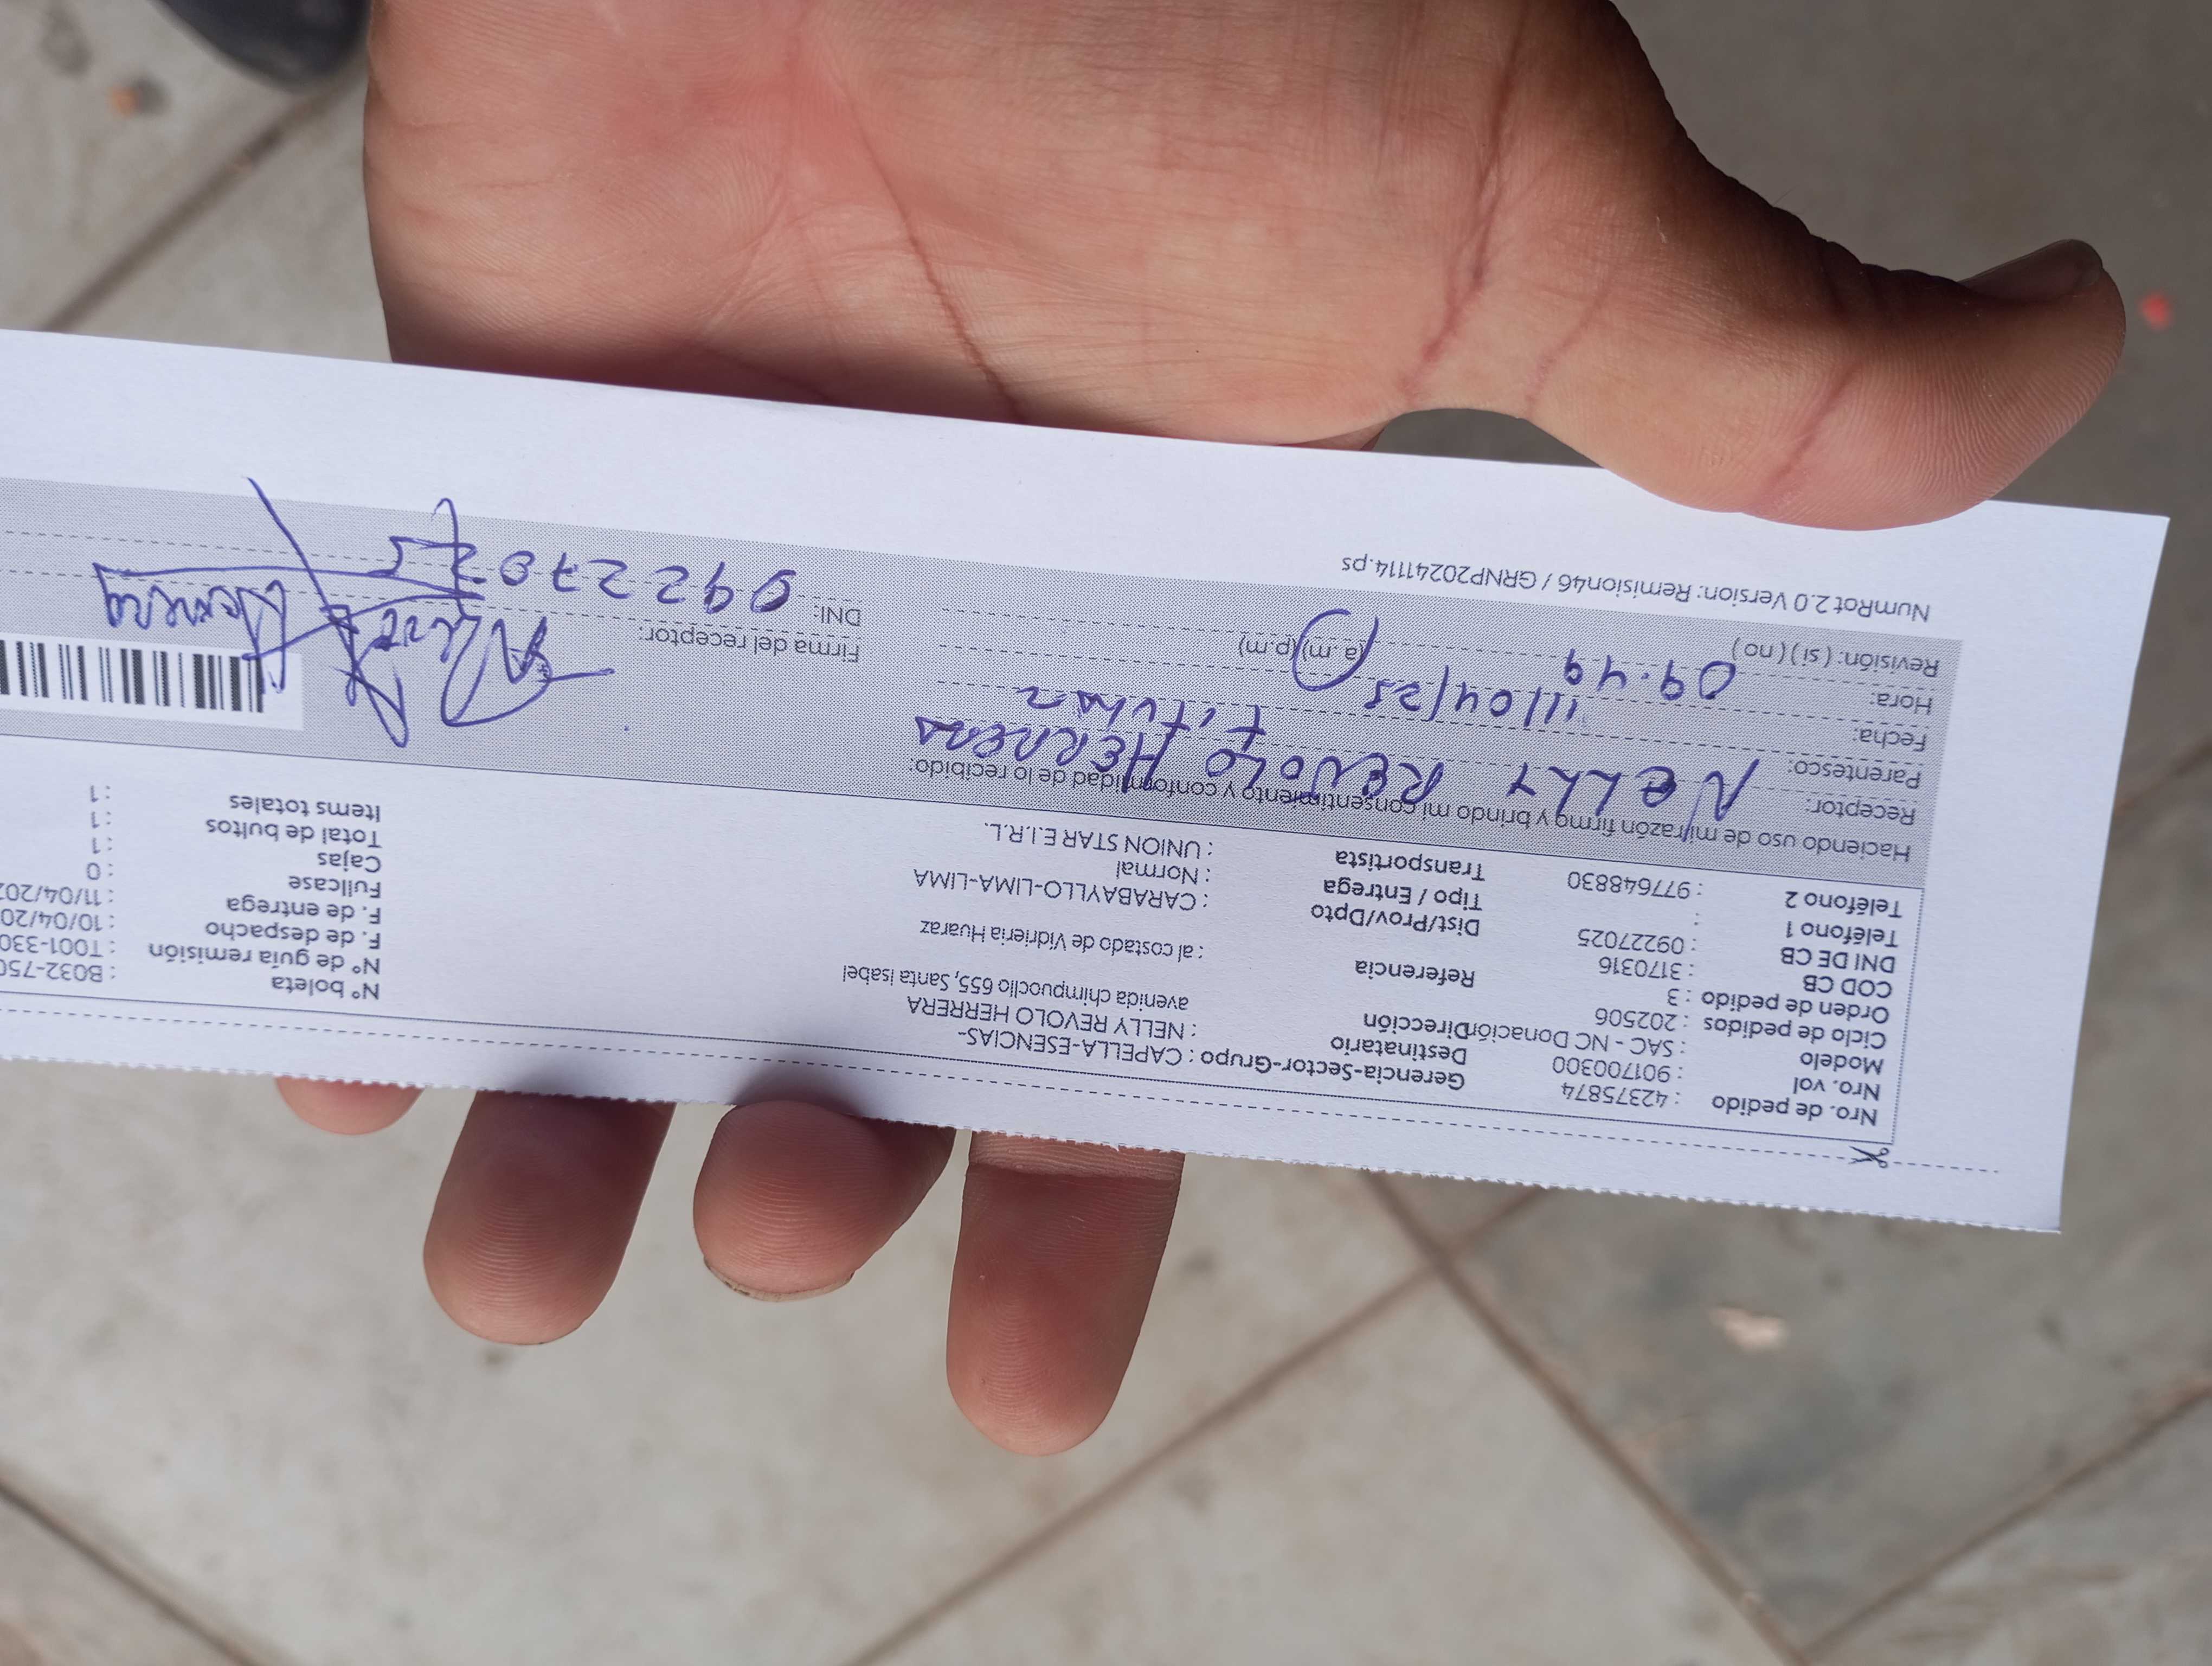 Nro. de pedido : 42375874 Gerencia-Sector-Grupo : CAPELLA-ESENCIAS- Nº boleta : B032-750
Nro. vol : 901700300 Destinatario : NELLY REVOLO HERRERA Nº de guía remisión : T001-330
Modelo : SAC - NC Donación Dirección avenida chimpuocllo 655, Santa isabel F. de despacho : 10/04/20
Ciclo de pedidos : 202506 F. de entrega : 11/04/202
Orden de pedido : 3 Referencia : al costado de Vidrieria Huaraz Fullcase : 0
COD CB : 3170316 Cajas : 1
DNI DE CB : 09227025 Dist/Prov/Dpto : CARABAYLLO-LIMA-LIMA Total de bultos : 1
Teléfono 1 : Tipo / Entrega : Normal Items totales : 1
Teléfono 2 : 977648830 Transportista : UNION STAR E.I.R.L.
Haciendo uso de mi razón firmo y brindo mi consentimiento y conformidad de lo recibido:
Receptor: NELLY REVOLO HERRERA
Parentesco: Titular
Fecha: 11/04/25 Firma del receptor:
Hora: 09.49 (a.m) (p.m) DNI: 09227025
Revisión: ( si ) ( no )
NumRot 2.0 Version: Remision46 / GRNP20241114.ps